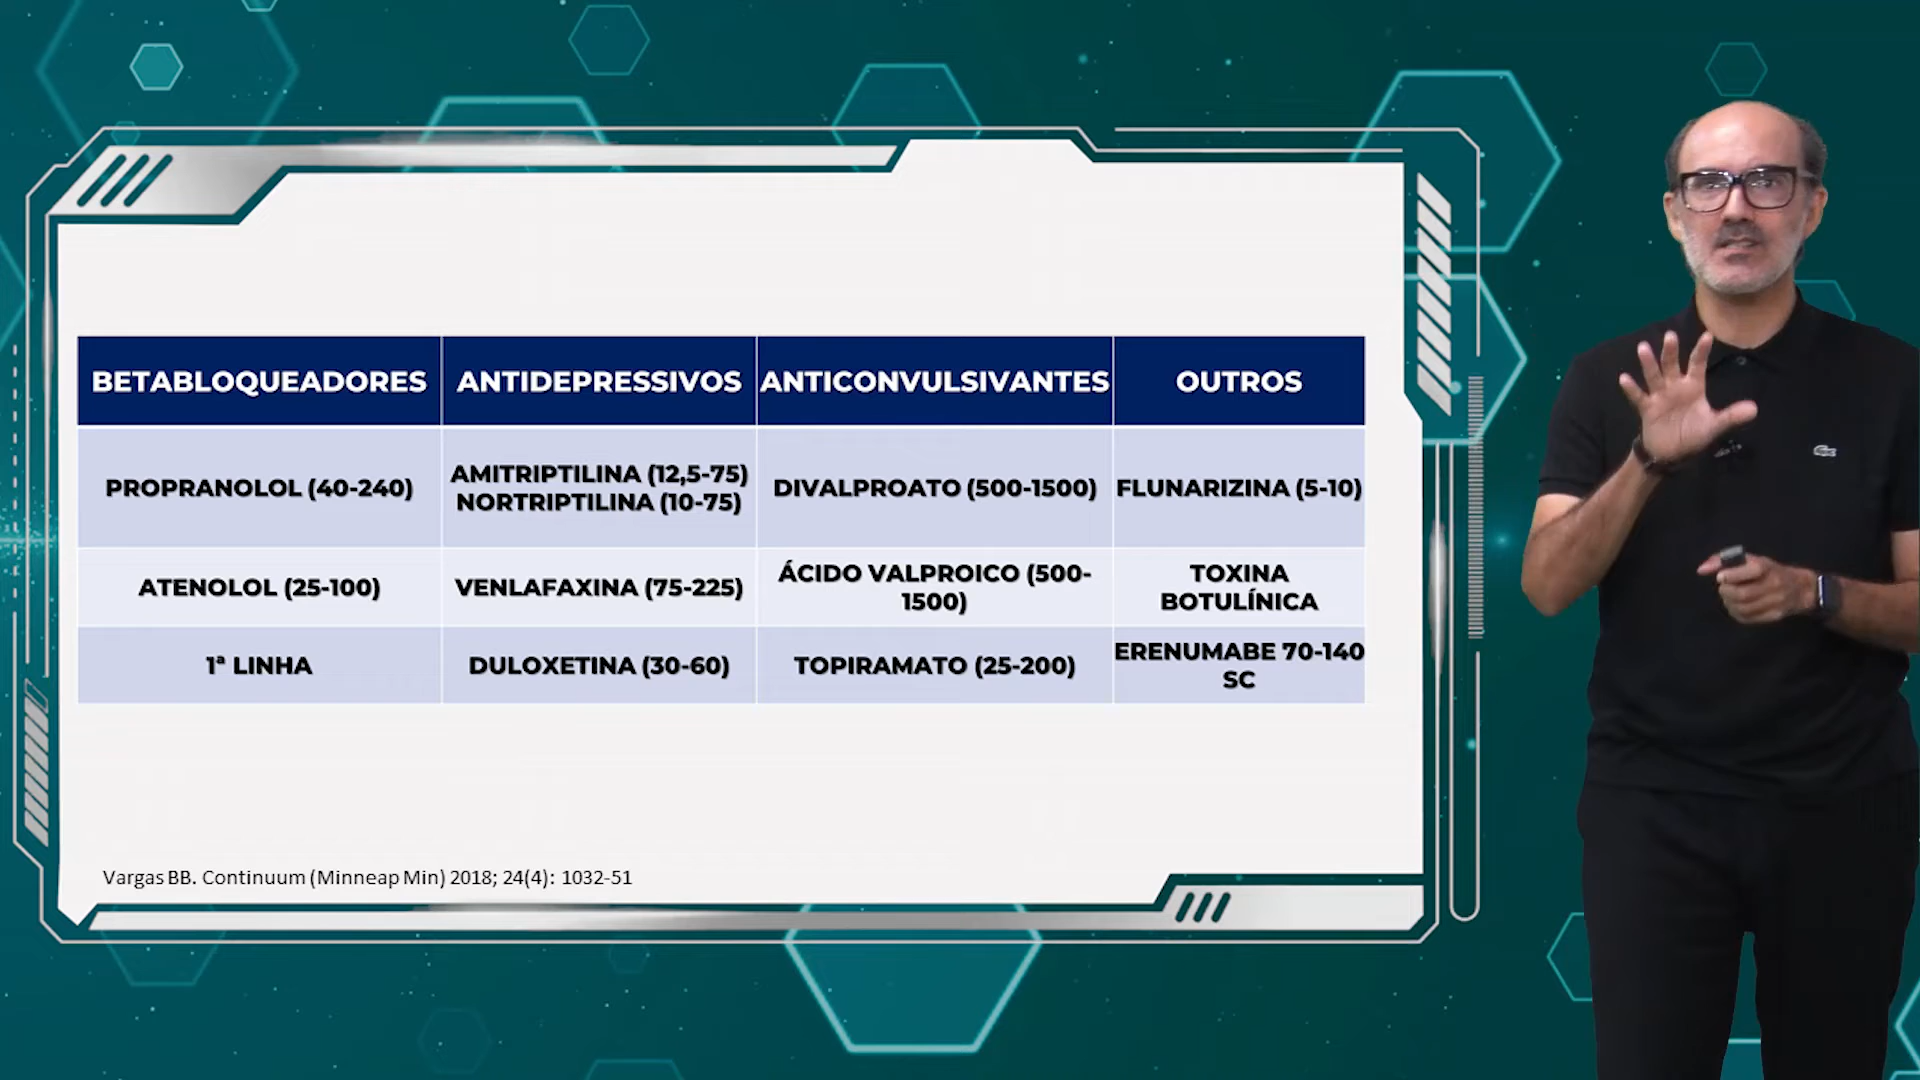 BETABLOQUEADORES
ANTIDEPRESSIVOS
ANTICONVULSIVANTES
OUTROS
PROPRANOLOL (40-240)
AMITRIPTILINA (12,5-75)
NORTRIPTILINA (10-75)
DIVALPROATO (500-1500)
FLUNARIZINA (5-10)
ATENOLOL (25-100)
VENLAFAXINA (75-225)
ÁCIDO VALPROICO (500-
1500)
TOXINA
BOTULÍNICA
1ª LINHA
DULOXETINA (30-60)
TOPIRAMATO (25-200)
ERENUMABE 70-140
SC
Vargas BB. Continuum (Minneap Min) 2018; 24(4): 1032-51